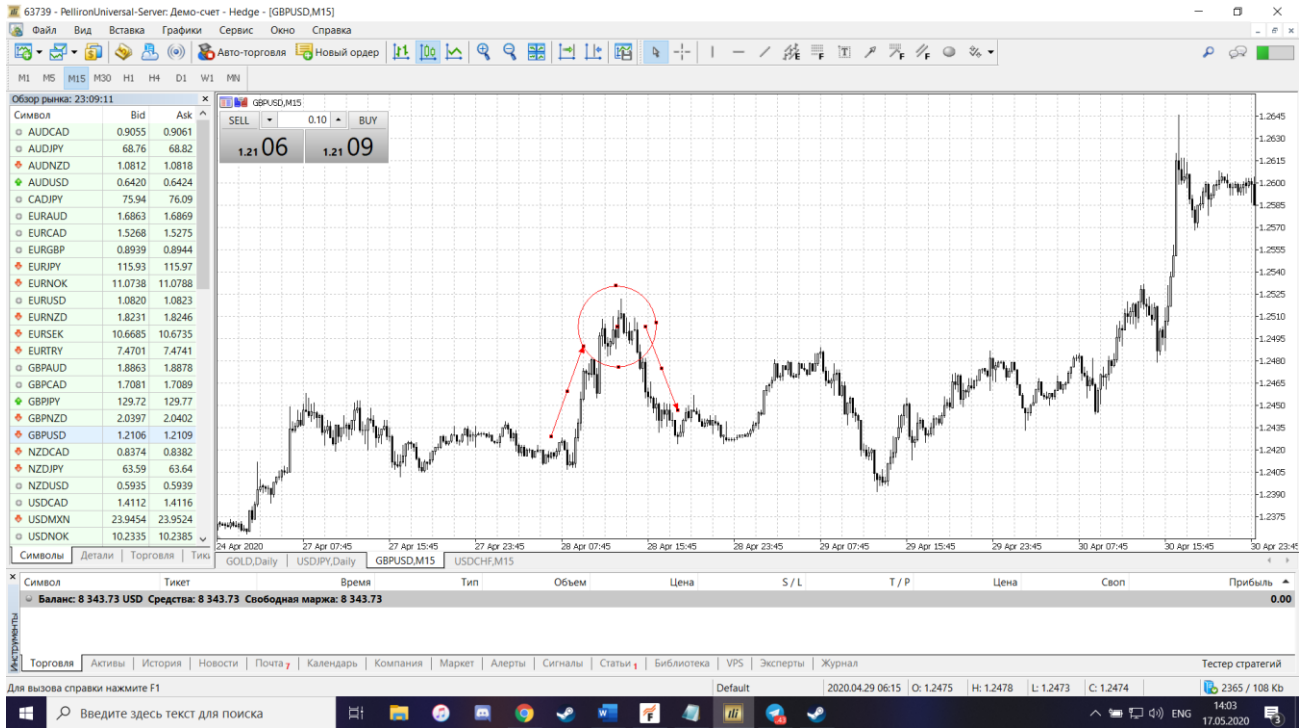 63739 - PellironUniversal-Server: Демо-счет - Hedge - [GBPUSD,M15]
Файл Вид Вставка Графики Сервис Окно Справка
Авто-торговля Новый ордер
M1 M5 M15 M30 H1 H4 D1 W1 MN
Обзор рынка: 23:09:11
Символ Bid Ask
AUDCAD 0.9055 0.9061
AUDJPY 68.76 68.82
AUDNZD 1.0812 1.0818
AUDUSD 0.6420 0.6424
CADJPY 75.94 76.09
EURAUD 1.6863 1.6869
EURCAD 1.5268 1.5275
EURGBP 0.8939 0.8944
EURJPY 115.93 115.97
EURNOK 11.0738 11.0788
EURUSD 1.0820 1.0823
EURNZD 1.8231 1.8246
EURSEK 10.6685 10.6735
EURTRY 7.4701 7.4741
GBPAUD 1.8863 1.8878
GBPCAD 1.7081 1.7089
GBPJPY 129.72 129.77
GBPNZD 2.0397 2.0402
GBPUSD 1.2106 1.2109
NZDCAD 0.8374 0.8382
NZDJPY 63.59 63.64
NZDUSD 0.5935 0.5939
USDCAD 1.4112 1.4116
USDMXN 23.9454 23.9524
USDNOK 10.2335 10.2385
Символы Детали Торговля Тики
GBPUSD,M15
SELL 0.10 BUY
1.21 06 1.21 09
1.2645
1.2630
1.2615
1.2600
1.2585
1.2570
1.2555
1.2540
1.2525
1.2510
1.2495
1.2480
1.2465
1.2450
1.2435
1.2420
1.2405
1.2390
1.2375
24 Apr 2020 27 Apr 07:45 27 Apr 15:45 27 Apr 23:45 28 Apr 07:45 28 Apr 15:45 28 Apr 23:45 29 Apr 07:45 29 Apr 15:45 29 Apr 23:45 30 Apr 07:45 30 Apr 15:45 30 Apr 23:45
GOLD,Daily USDJPY,Daily GBPUSD,M15 USDCHF,M15
Символ Тикет Время Тип Объем Цена S / L T / P Цена Своп Прибыль
Баланс: 8 343.73 USD Средства: 8 343.73 Свободная маржа: 8 343.73 0.00
Инструменты
Торговля Активы История Новости Почта 7 Календарь Компания Маркет Алерты Сигналы Статьи 1 Библиотека VPS Эксперты Журнал Тестер стратегий
Для вызова справки нажмите F1 Default 2020.04.29 06:15 O: 1.2475 H: 1.2478 L: 1.2473 C: 1.2474 2365 / 108 Kb
Введите здесь текст для поиска
ENG
14:03
17.05.2020